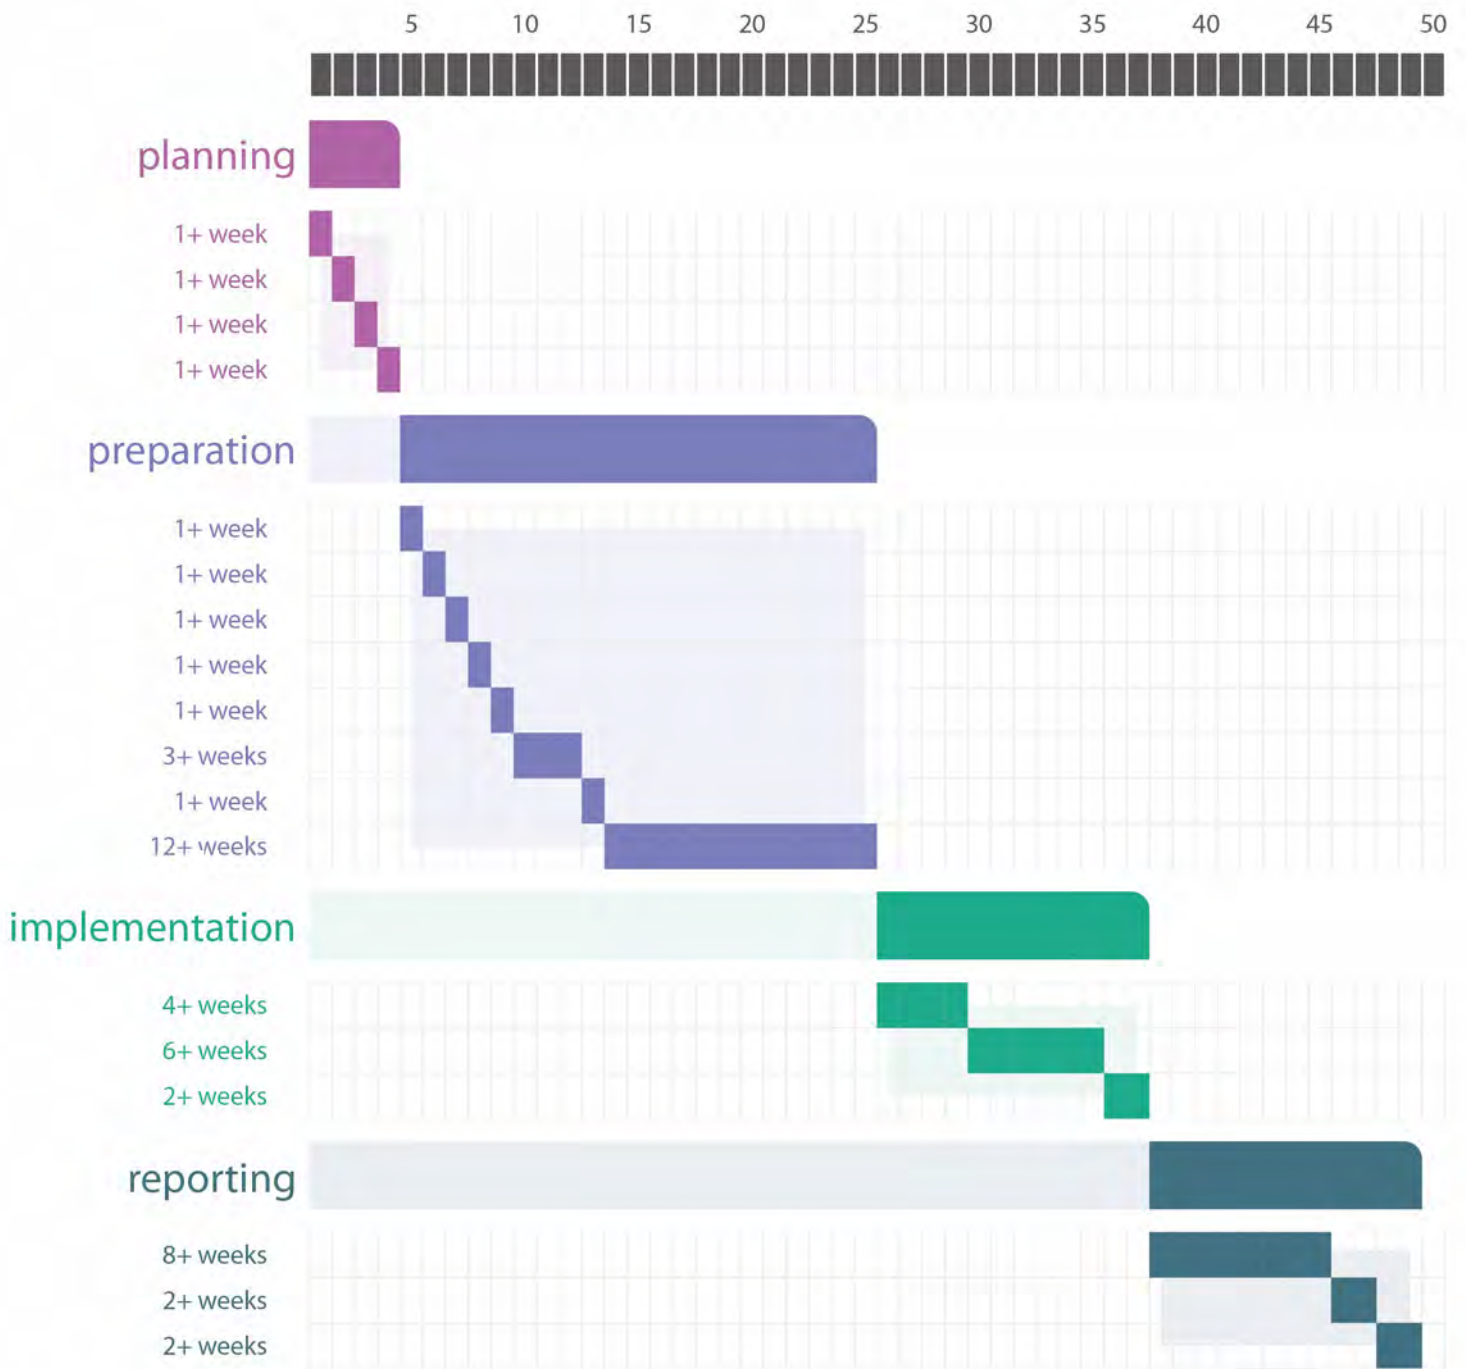 5 10 15 20 25 30 35 40 45 50
planning
1+ week
1+ week
1+ week
1+ week
preparation
1+ week
1+ week
1+ week
1+ week
1+ week
3+ weeks
1+ week
12+ weeks
implementation
4+ weeks
6+ weeks
2+ weeks
reporting
8+ weeks
2+ weeks
2+ weeks